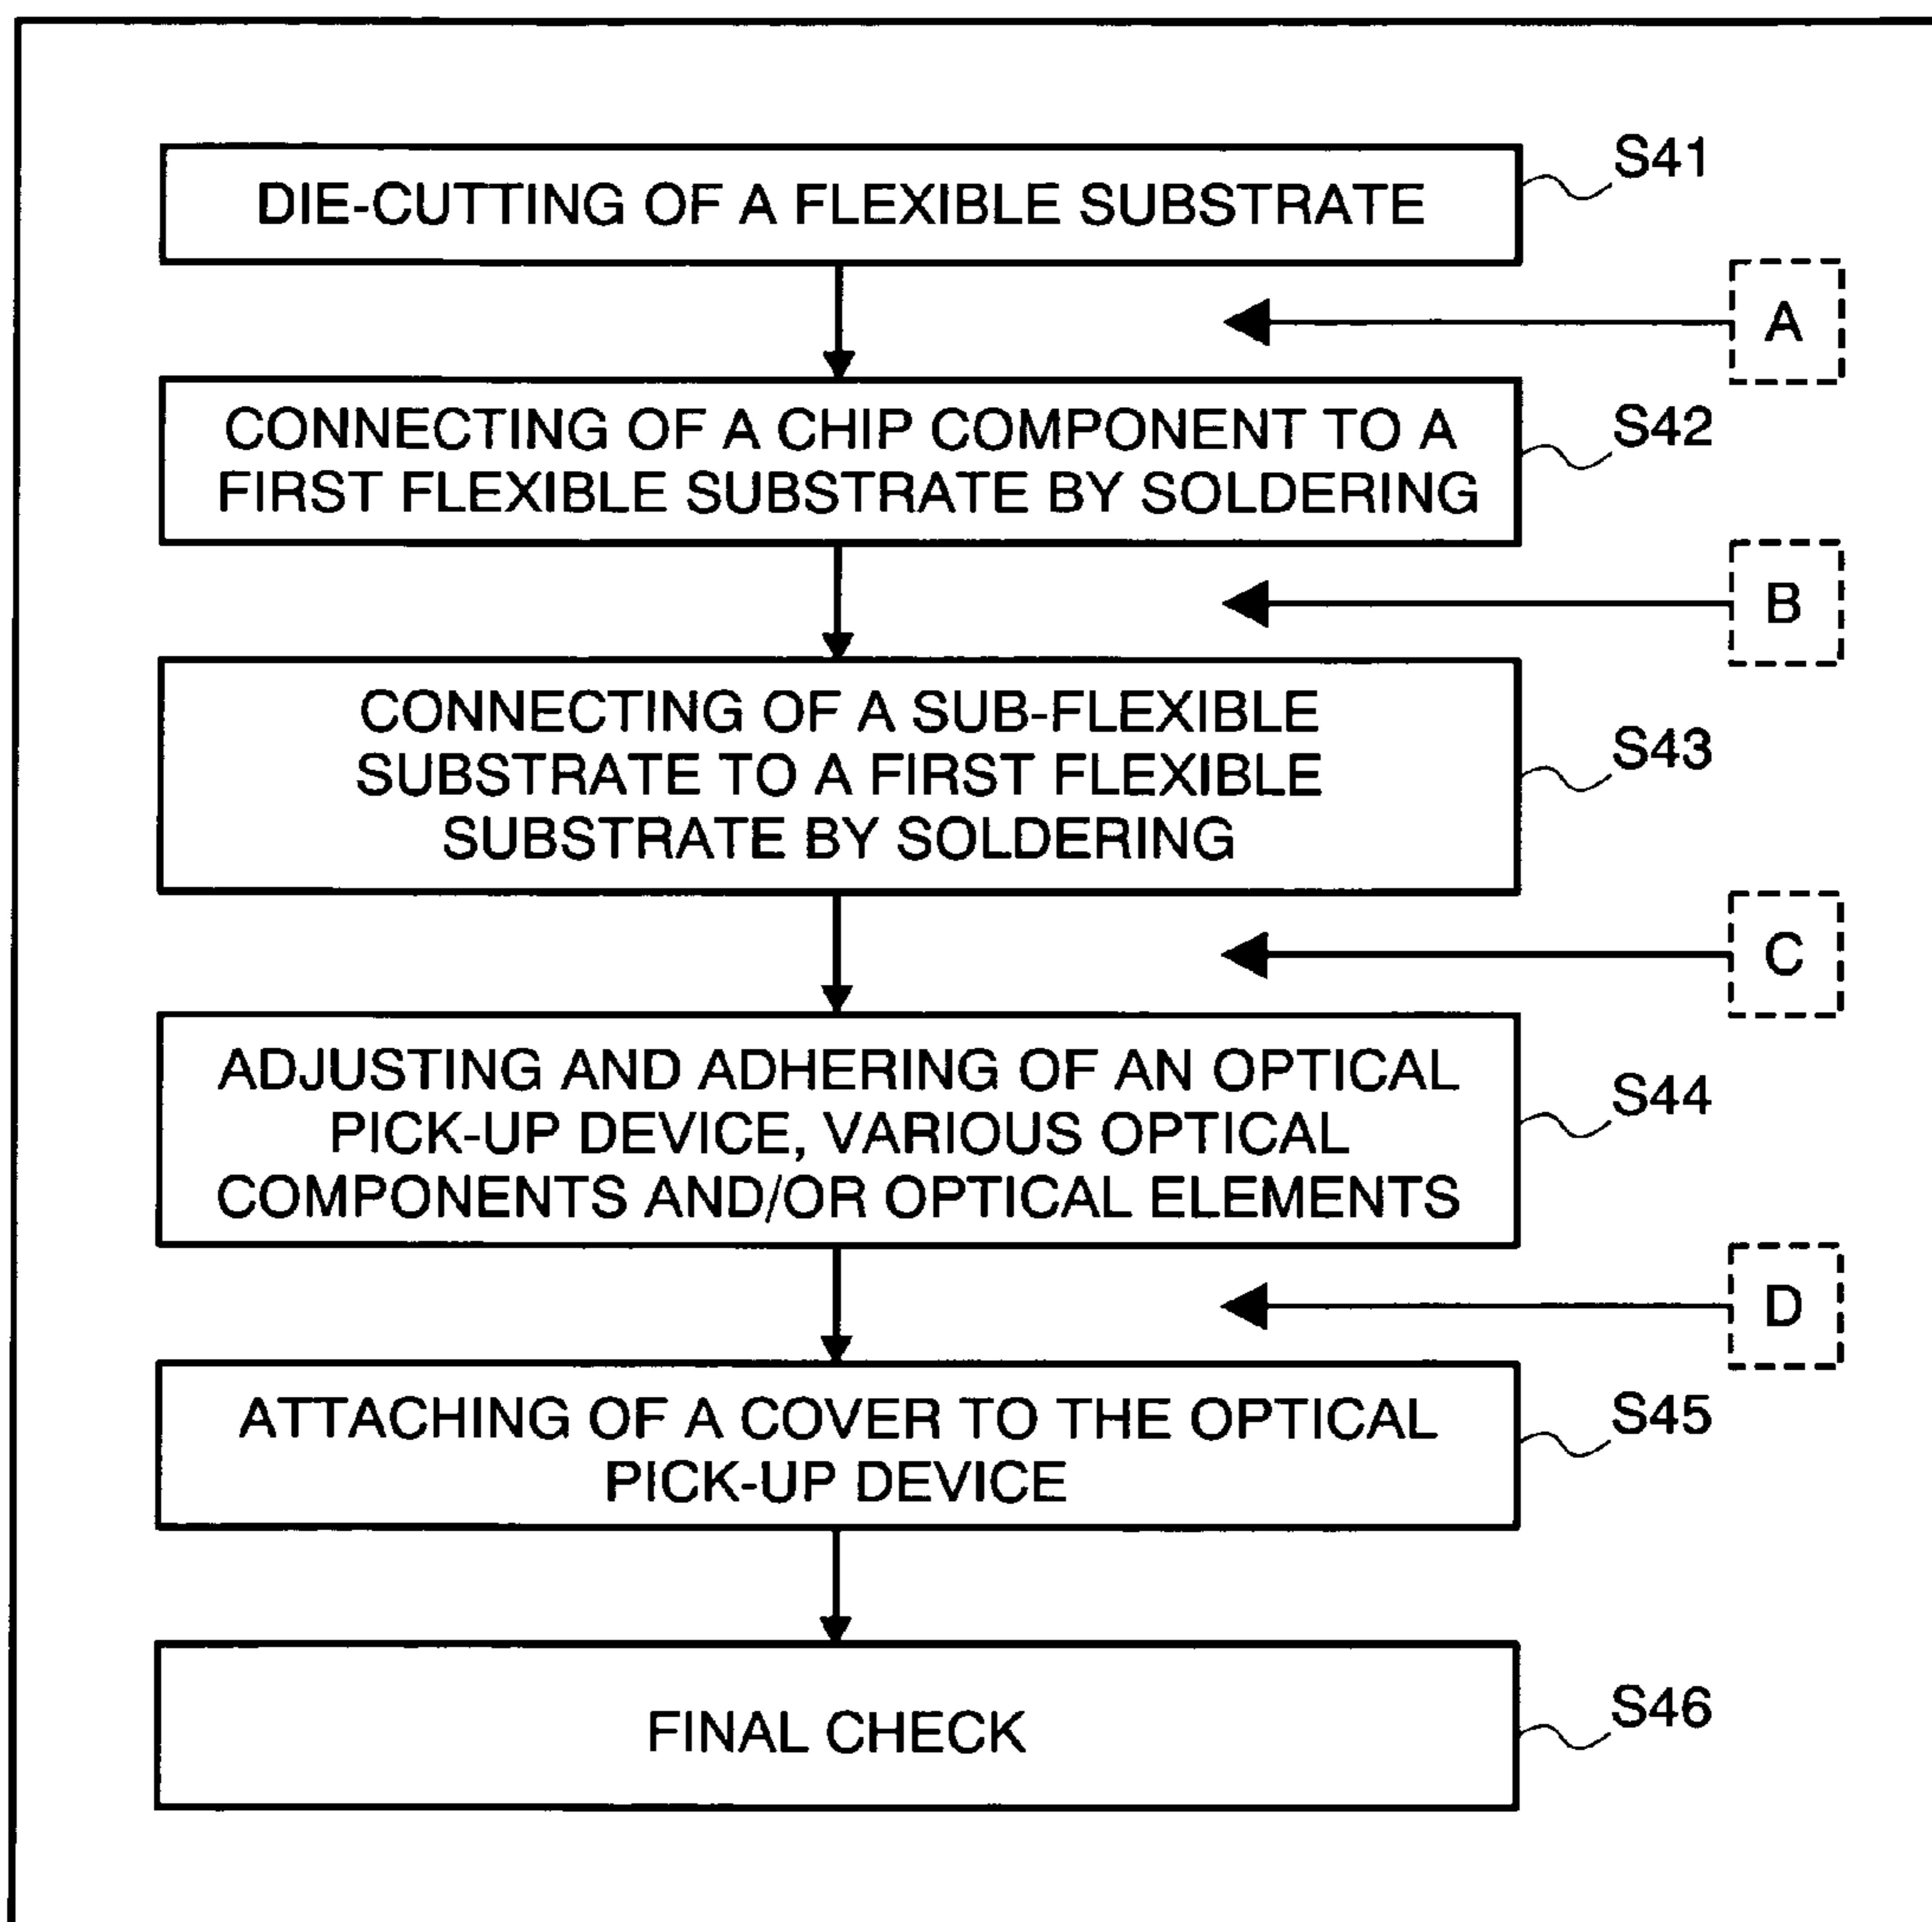 DIE-CUTTING OF A FLEXIBLE SUBSTRATE
S41
A
CONNECTING OF A CHIP COMPONENT TO A
FIRST FLEXIBLE SUBSTRATE BY SOLDERING
S42
B
CONNECTING OF A SUB-FLEXIBLE
SUBSTRATE TO A FIRST FLEXIBLE
SUBSTRATE BY SOLDERING
S43
C
ADJUSTING AND ADHERING OF AN OPTICAL
PICK-UP DEVICE, VARIOUS OPTICAL
COMPONENTS AND/OR OPTICAL ELEMENTS
S44
D
ATTACHING OF A COVER TO THE OPTICAL
PICK-UP DEVICE
S45
FINAL CHECK
S46